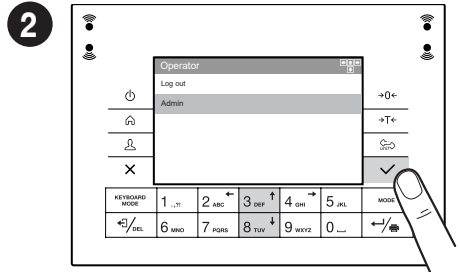 2
Operator
Log out
Admin
→0←
→T←
UNITS
KEYBOARD MODE
1 .,?!
2 ABC ←
3 DEF ↑
4 GHI →
5 JKL
MODE
/DEL
6 MNO
7 PQRS
8 TUV ↓
9 WXYZ
0